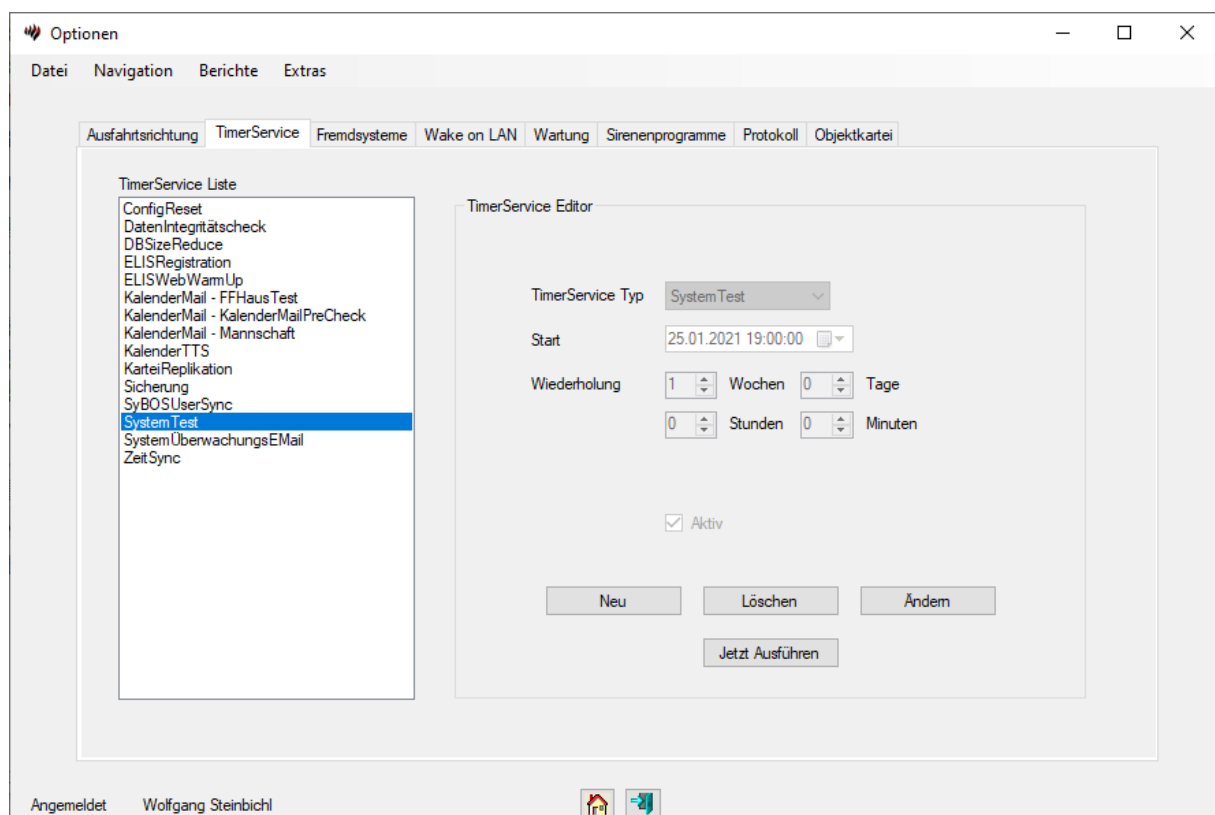 Optionen
Datei Navigation Berichte Extras
Ausfahrtsrichtung TimerService Fremdsysteme Wake on LAN Wartung Sirenenprogramme Protokoll Objektkartei
TimerService Liste
ConfigReset
DatenIntegritätscheck
DBSizeReduce
ELISRegistration
ELISWebWarmUp
KalenderMail - FFHausTest
KalenderMail - KalenderMailPreCheck
KalenderMail - Mannschaft
KalenderTTS
KarteiReplikation
Sicherung
SyBOSUserSync
SystemTest
SystemÜberwachungsEMail
ZeitSync
TimerService Editor
TimerService Typ SystemTest
Start 25.01.2021 19:00:00
Wiederholung 1 Wochen 0 Tage
0 Stunden 0 Minuten
Aktiv
Neu Löschen Ändern
Jetzt Ausführen
Angemeldet Wolfgang Steinbichl